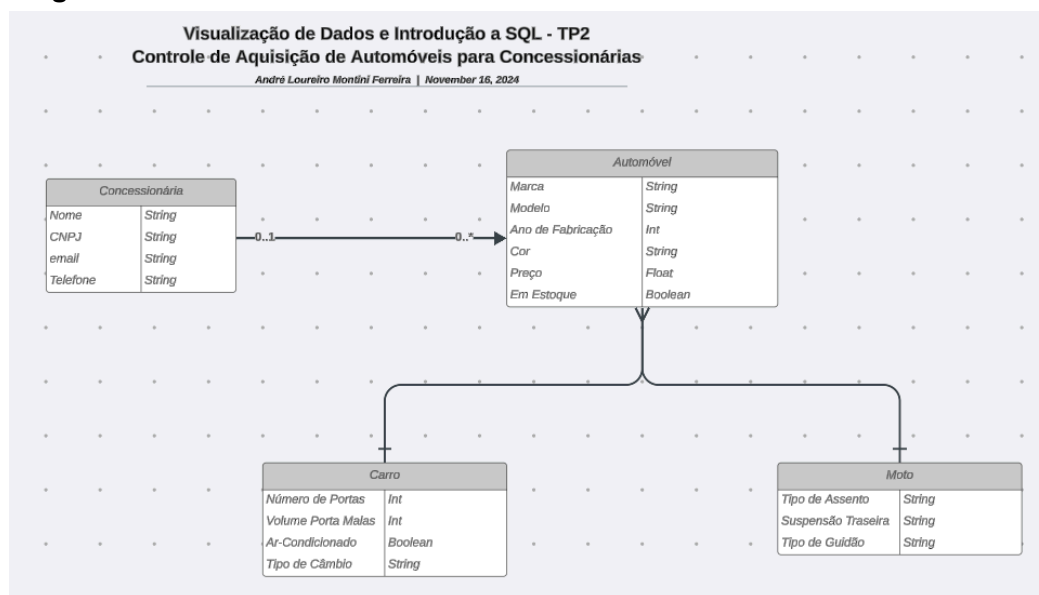 Visualização de Dados e Introdução a SQL - TP2
Controle de Aquisição de Automóveis para Concessionárias
André Loureiro Montini Ferreira | November 16, 2024
Concessionária
Nome String
CNPJ String
email String
Telefone String
0..1
0..*
Automóvel
Marca String
Modelo String
Ano de Fabricação Int
Cor String
Preço Float
Em Estoque Boolean
Carro
Número de Portas Int
Volume Porta Malas Int
Ar-Condicionado Boolean
Tipo de Câmbio String
Moto
Tipo de Assento String
Suspensão Traseira String
Tipo de Guidão String